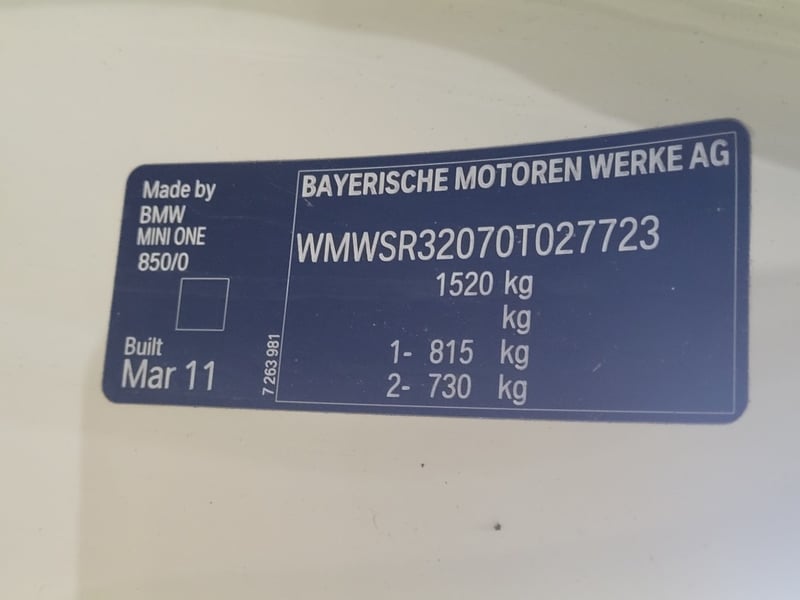 Made by
BMW
MINI ONE
850/0
Built
Mar 11
7 263 981
BAYERISCHE MOTOREN WERKE AG
WMWSR32070T027723
1520 kg
kg
1- 815 kg
2- 730 kg